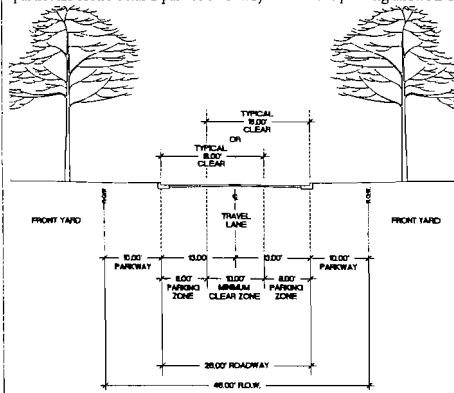 TYPICAL
18.00'
CLEAR
OR
TYPICAL
18.00'
CLEAR
R.O.W.
R.O.W.
FRONT YARD
TRAVEL
LANE
FRONT YARD
10.00' 13.00' 13.00' 10.00'
PARKWAY PARKWAY
8.00' 10.00' 8.00'
PARKING MINIMUM PARKING
ZONE CLEAR ZONE ZONE
26.00' ROADWAY
46.00' R.O.W.